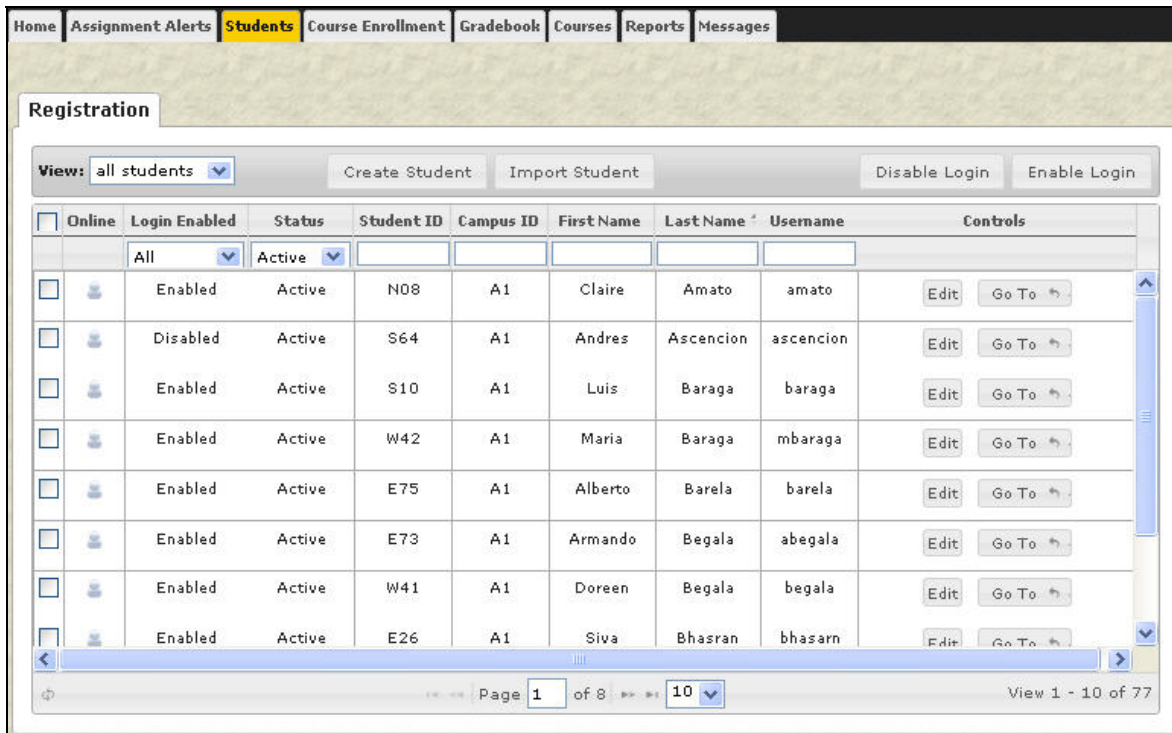 Home Assignment Alerts Students Course Enrollment Gradebook Courses Reports Messages
Registration
View: all students Create Student Import Student Disable Login Enable Login
Online Login Enabled Status Student ID Campus ID First Name Last Name Username Controls
All Active
Enabled Active N08 A1 Claire Amato amato Edit Go To
Disabled Active S64 A1 Andres Ascencion ascencion Edit Go To
Enabled Active S10 A1 Luis Baraga baraga Edit Go To
Enabled Active W42 A1 Maria Baraga mbaraga Edit Go To
Enabled Active E75 A1 Alberto Barela barela Edit Go To
Enabled Active E73 A1 Armando Begala abegala Edit Go To
Enabled Active W41 A1 Doreen Begala begala Edit Go To
Enabled Active E26 A1 Siva Bhasran bhasarn Edit Go To
Page 1 of 8 10 View 1 - 10 of 77